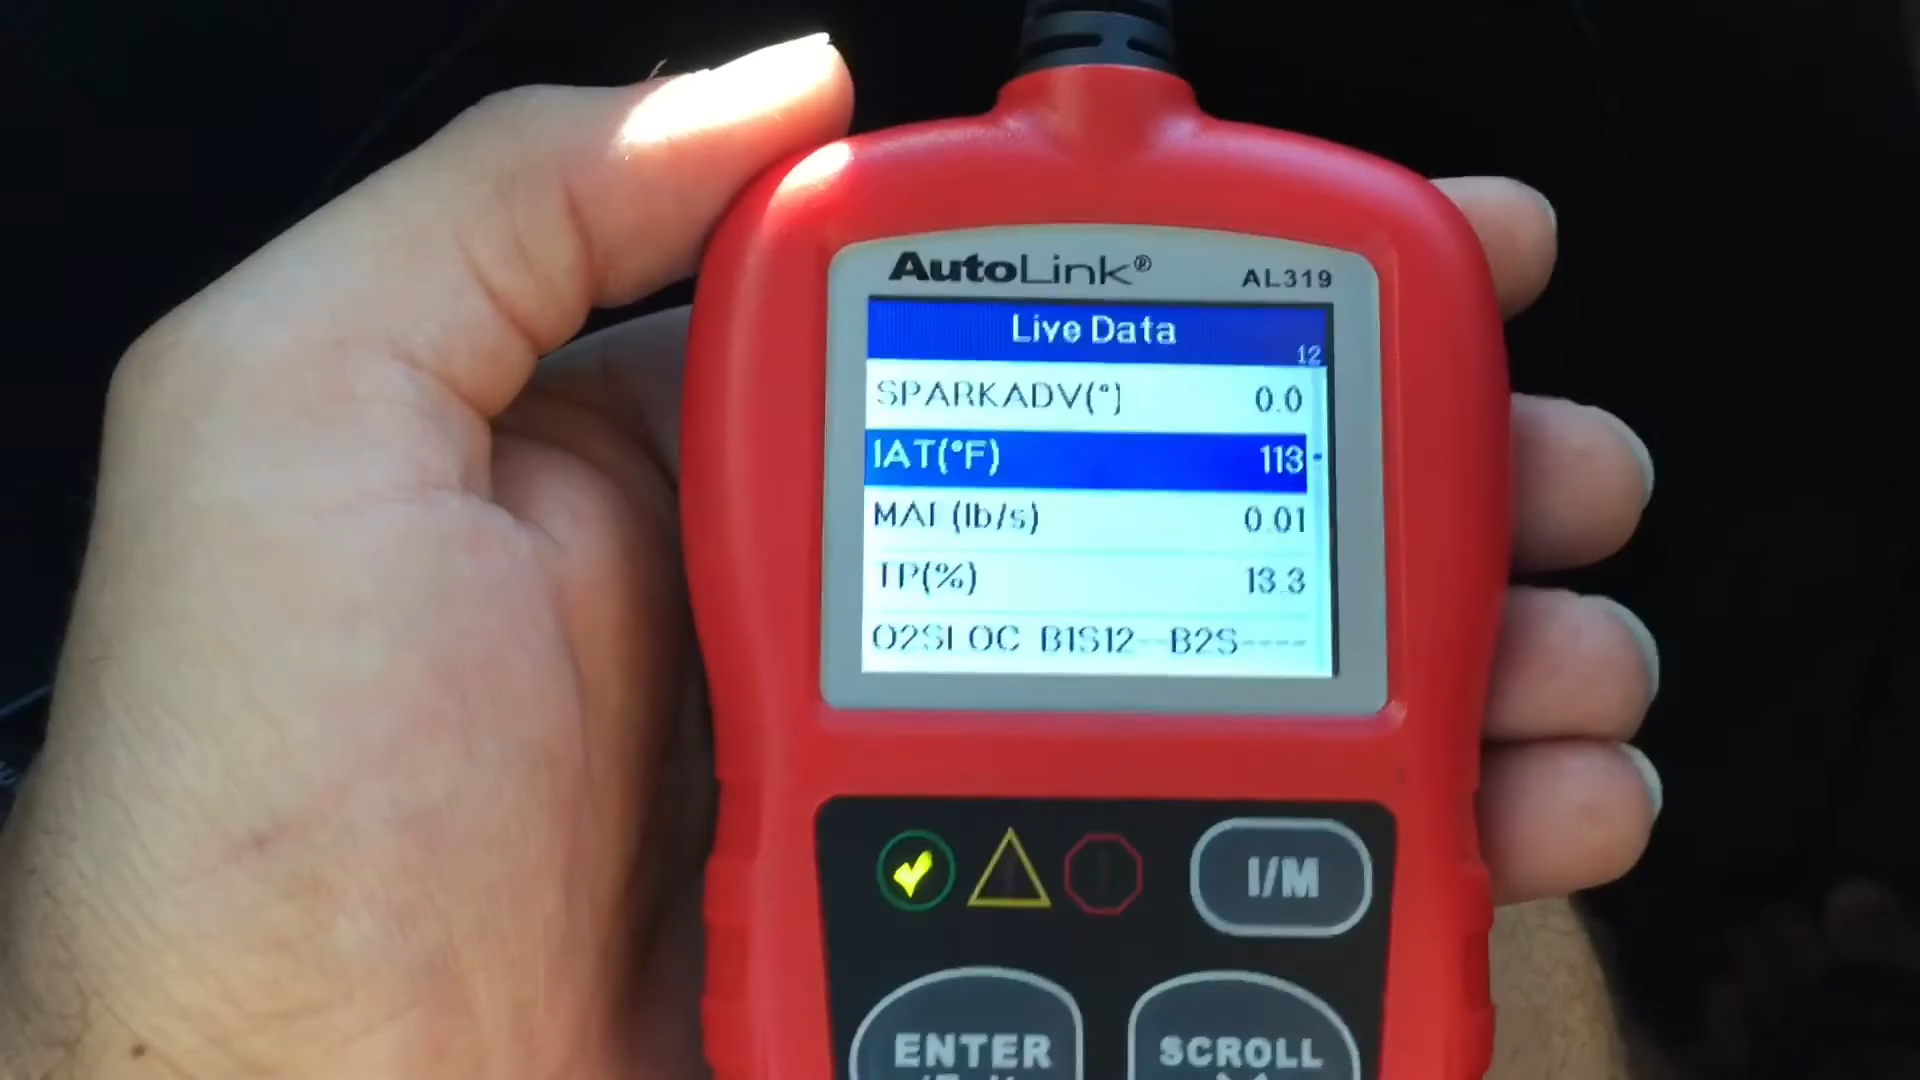 AutoLink®
AL319
Live Data
12
SPARKADV(°) 0.0
IAT(°F) 113
MAF(lb/s) 0.01
TP(%) 13.3
O2SLOC B1S12--B2S----
I/M
ENTER
SCROLL